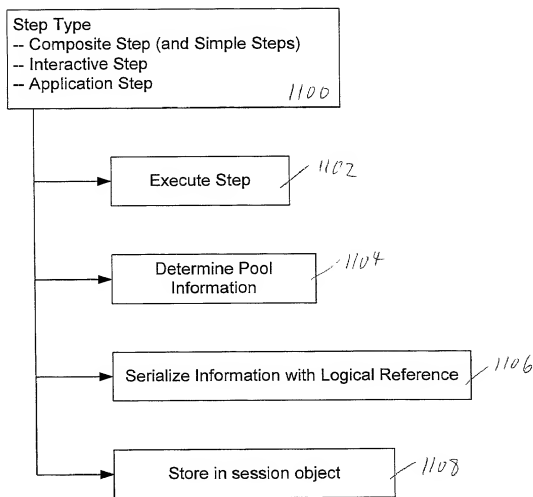 Step Type
-- Composite Step (and Simple Steps)
-- Interactive Step
-- Application Step
1100
Execute Step
1102
Determine Pool
Information
1104
Serialize Information with Logical Reference
1106
Store in session object
1108